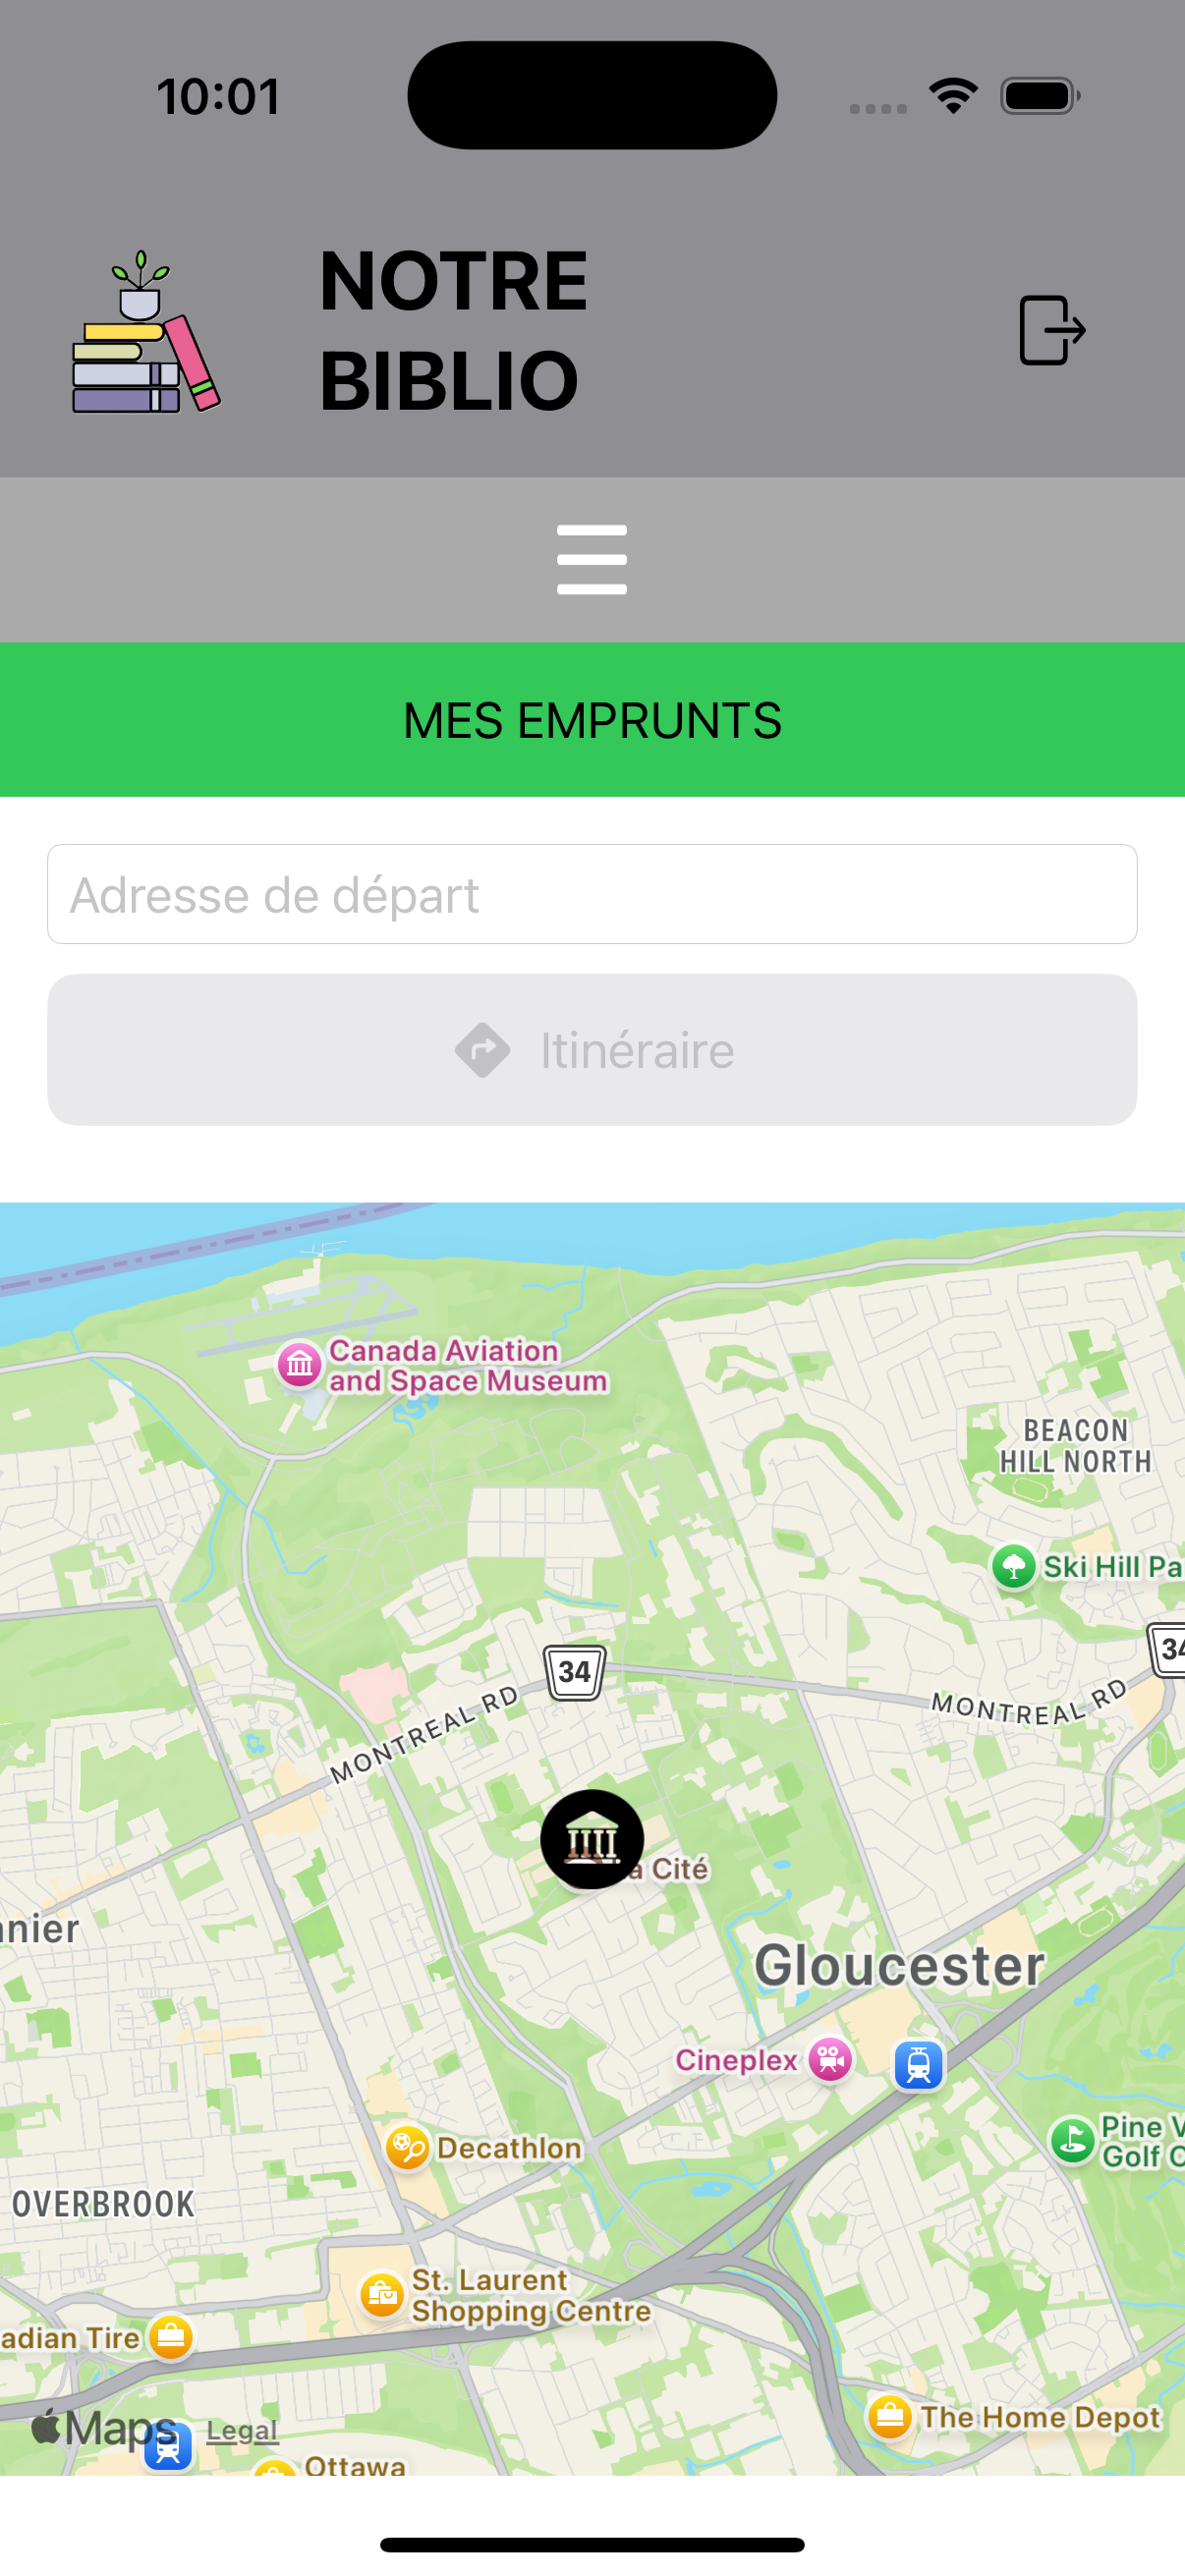 10:01
NOTRE
BIBLIO
MES EMPRUNTS
Adresse de départ
Itinéraire
Canada Aviation
and Space Museum
BEACON
HILL NORTH
Ski Hill Pa
34
34
MONTREAL RD
MONTREAL RD
a Cité
nier
Gloucester
Cineplex
Decathlon
Pine V
Golf C
OVERBROOK
St. Laurent
Shopping Centre
adian Tire
The Home Depot
Maps
Legal
Ottawa